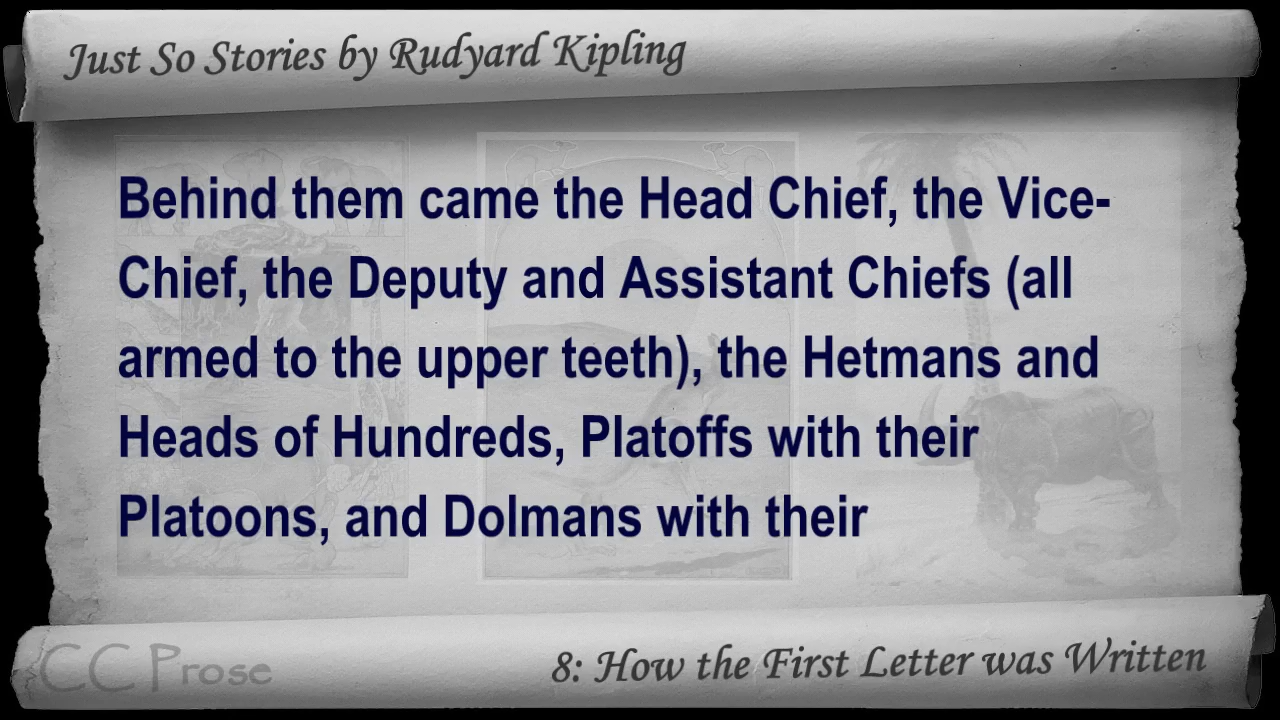 Just So Stories by Rudyard Kipling
Behind them came the Head Chief, the Vice-
Chief, the Deputy and Assistant Chiefs (all
armed to the upper teeth), the Hetmans and
Heads of Hundreds, Platoffs with their
Platoons, and Dolmans with their
CC Prose
8: How the First Letter was Written